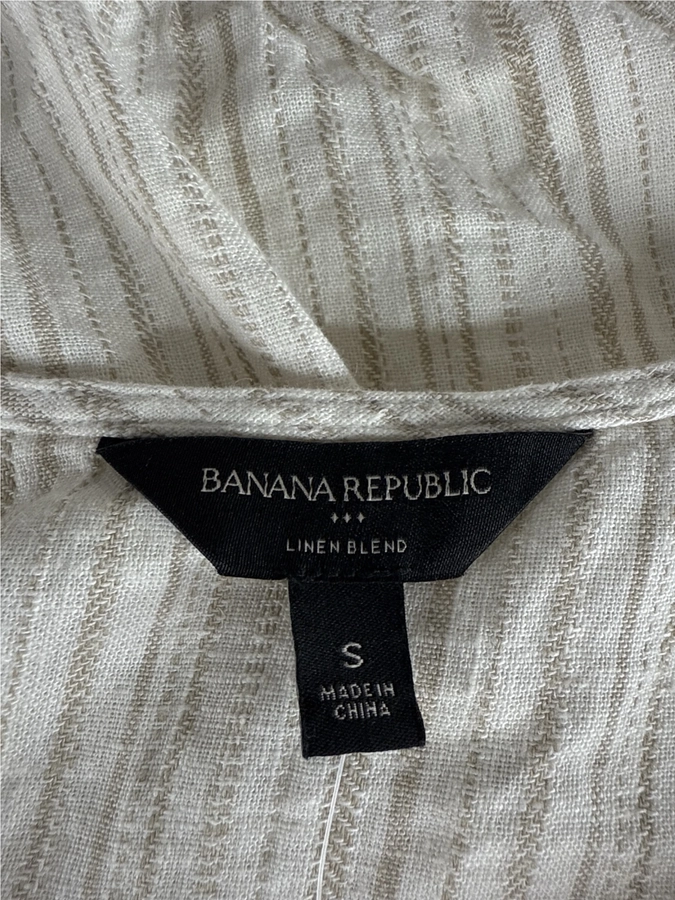 BANANA REPUBLIC
LINEN BLEND
S
MADE IN
CHINA